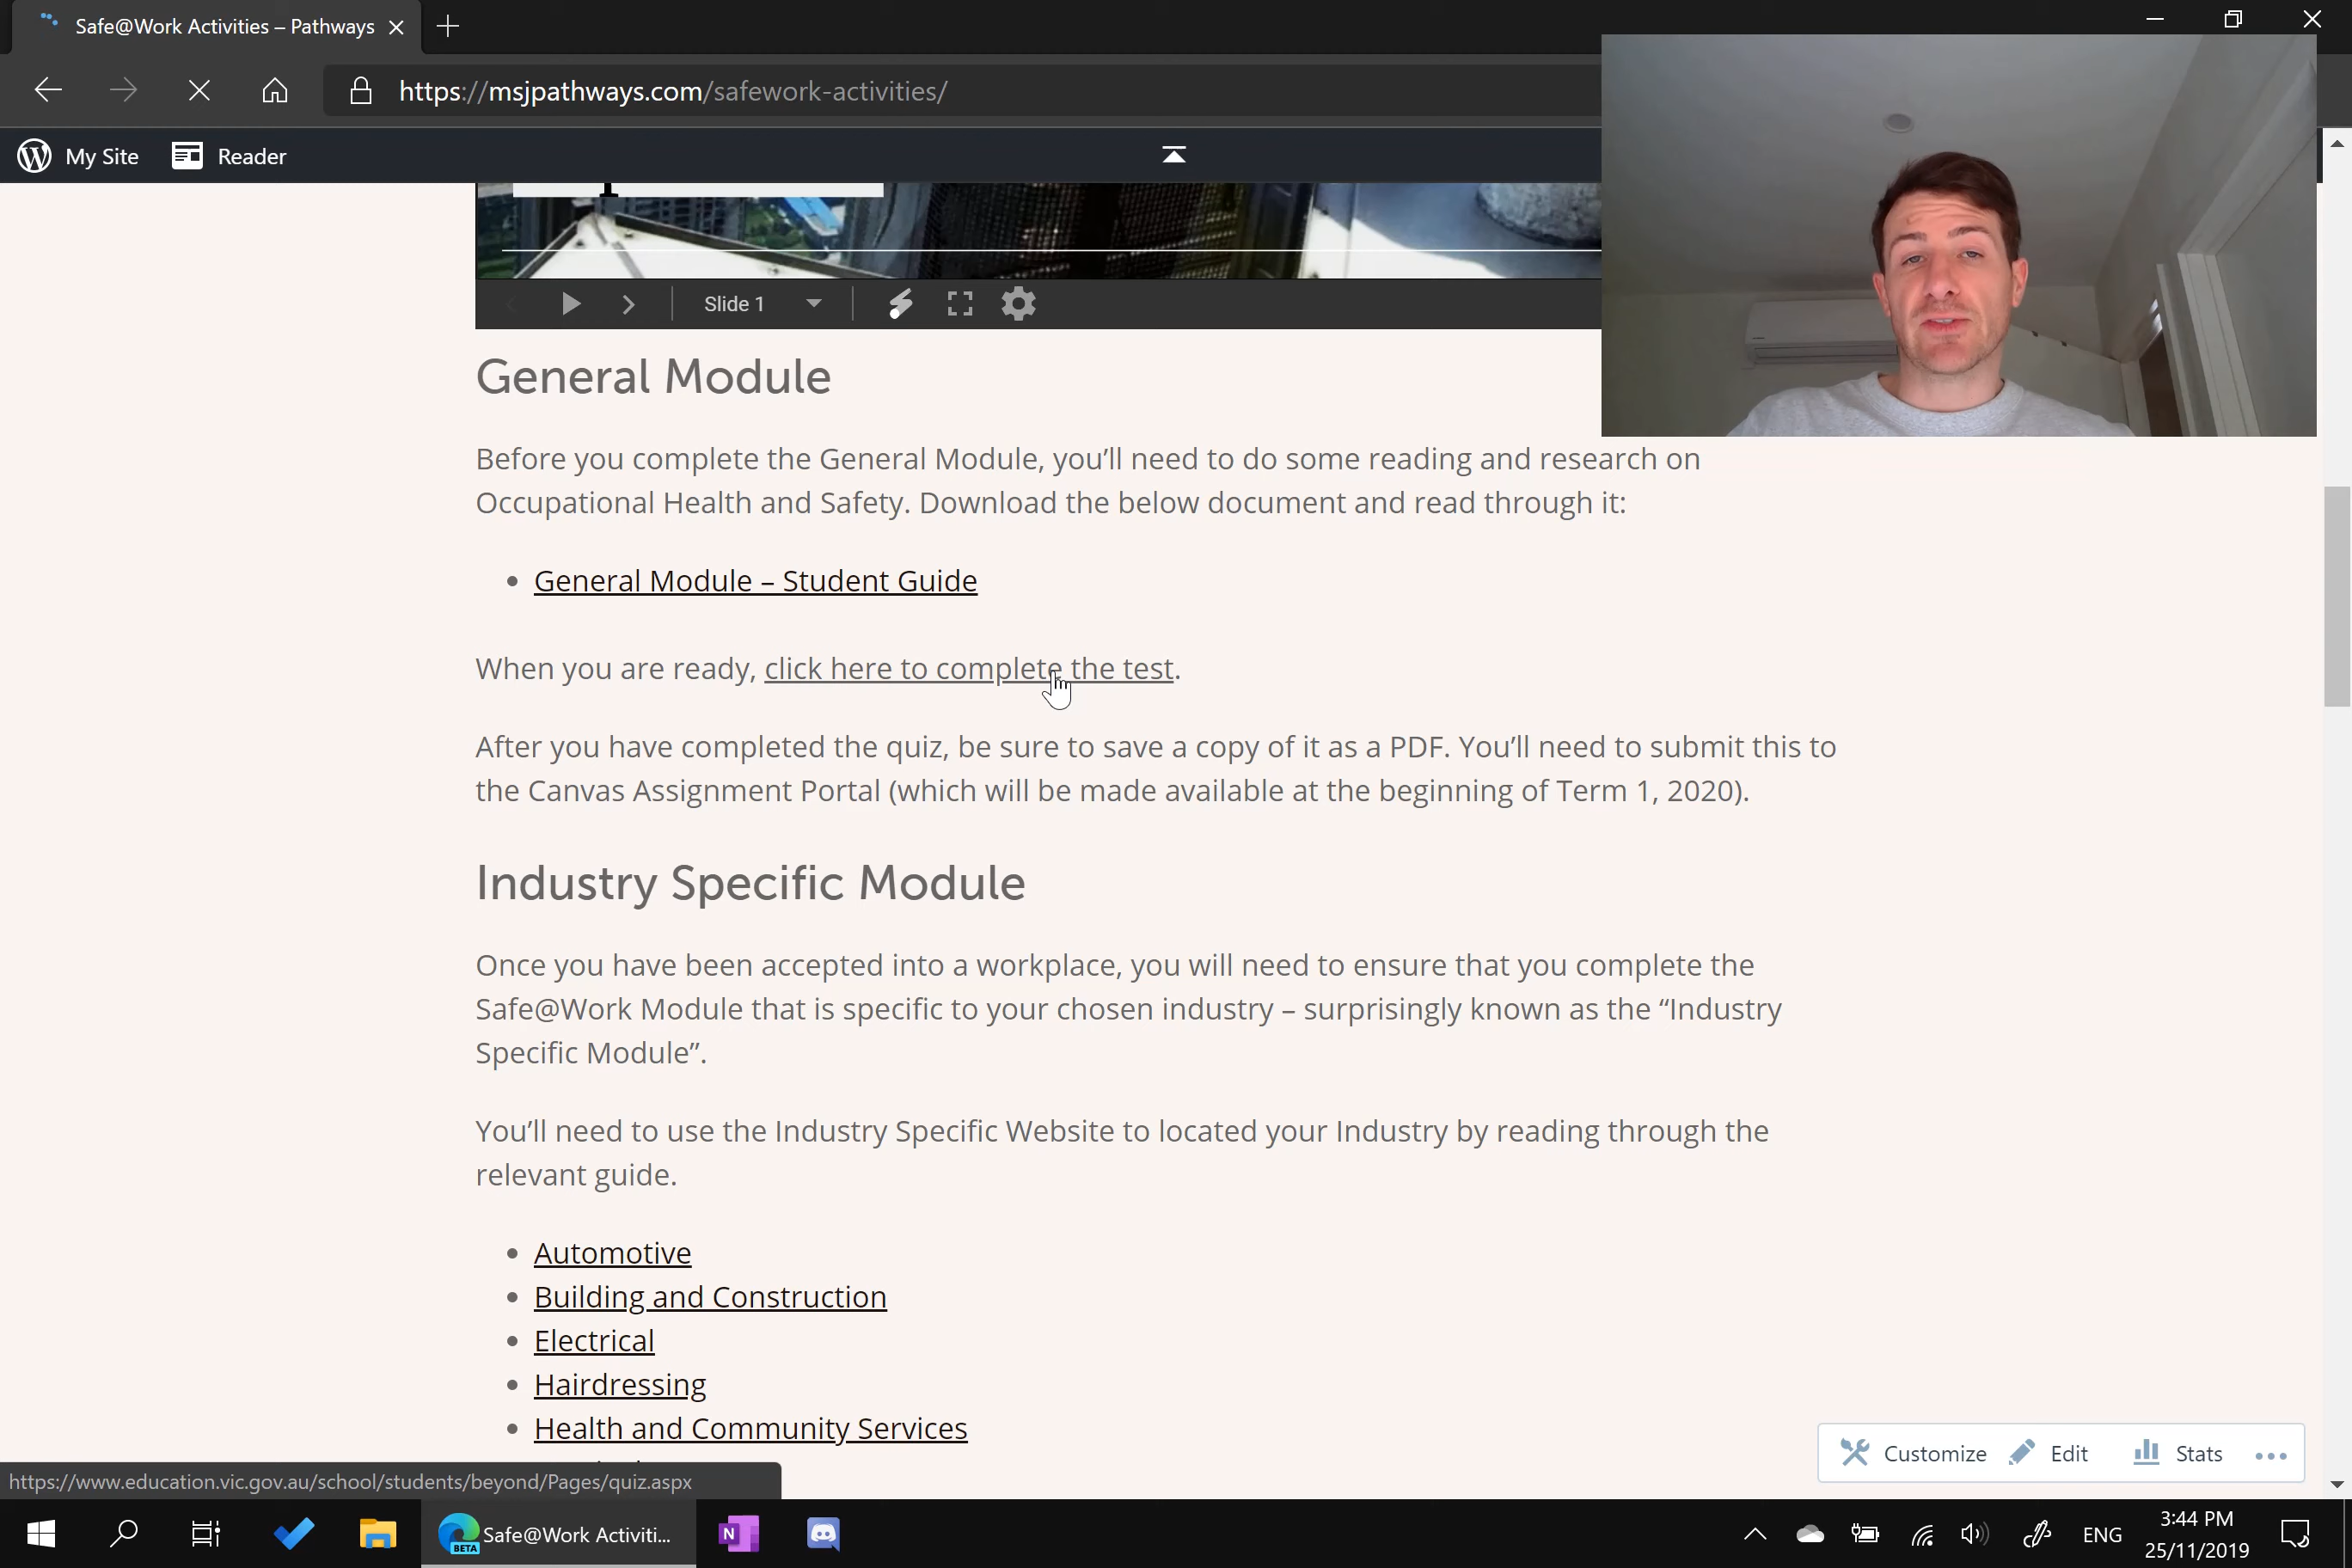 Safe@Work Activities – Pathways
https://msjpathways.com/safework-activities/
My Site
Reader
Slide 1
General Module
Before you complete the General Module, you’ll need to do some reading and research on
Occupational Health and Safety. Download the below document and read through it:
General Module – Student Guide
When you are ready, click here to complete the test.
After you have completed the quiz, be sure to save a copy of it as a PDF. You’ll need to submit this to
the Canvas Assignment Portal (which will be made available at the beginning of Term 1, 2020).
Industry Specific Module
Once you have been accepted into a workplace, you will need to ensure that you complete the
Safe@Work Module that is specific to your chosen industry – surprisingly known as the “Industry
Specific Module”.
You’ll need to use the Industry Specific Website to located your Industry by reading through the
relevant guide.
Automotive
Building and Construction
Electrical
Hairdressing
Health and Community Services
Customize
Edit
Stats
https://www.education.vic.gov.au/school/students/beyond/Pages/quiz.aspx
BETA
Safe@Work Activiti...
N
ENG
3:44 PM
25/11/2019